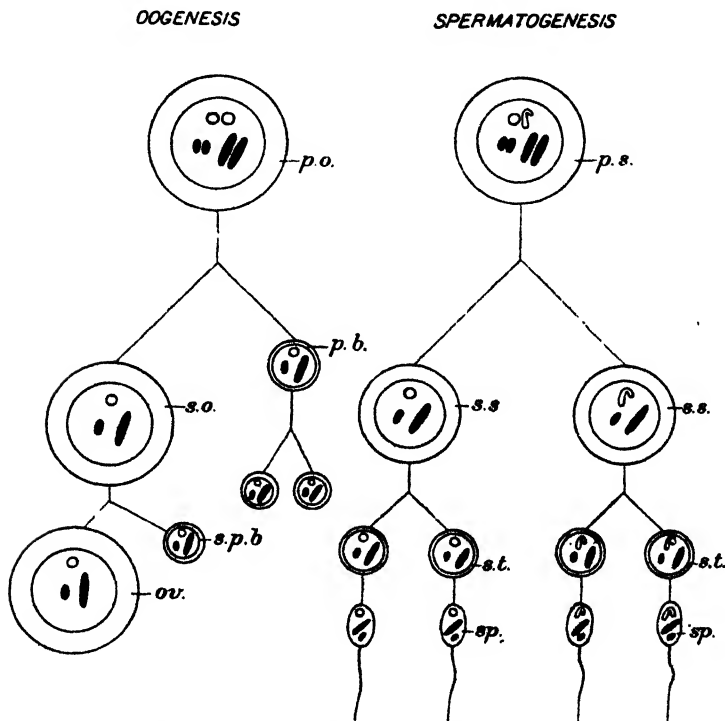 OOGENESIS
SPERMATOGENESIS
p.o.
p.s.
p.b.
s.o.
s.s
s.s.
s.p.b
s.t.
s.t.
ov.
sp.
sp.